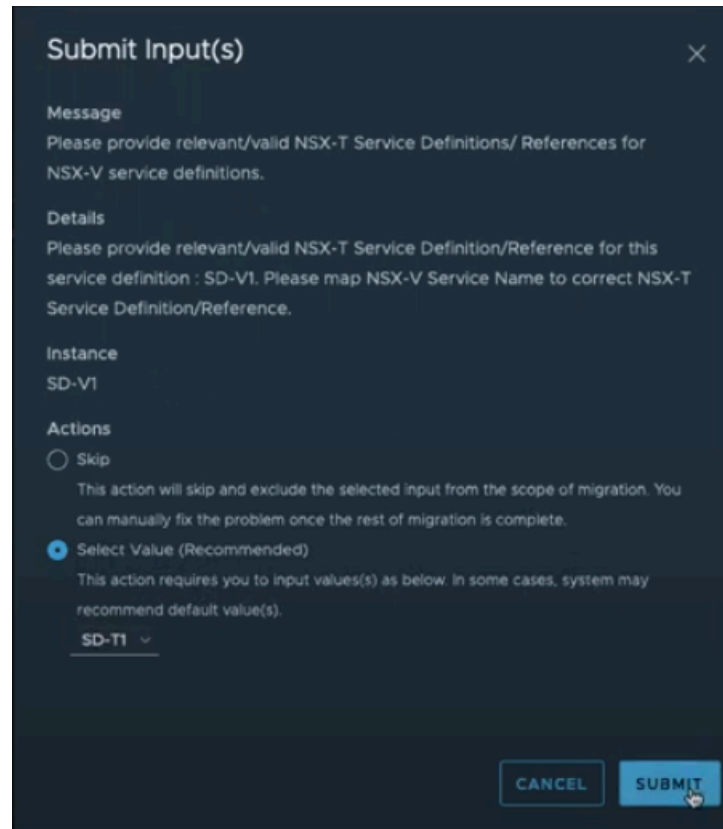 Submit Input(s)
Message
Please provide relevant/valid NSX-T Service Definitions/ References for
NSX-V service definitions.
Details
Please provide relevant/valid NSX-T Service Definition/Reference for this
service definition : SD-V1. Please map NSX-V Service Name to correct NSX-T
Service Definition/Reference.
Instance
SD-V1
Actions
Skip
This action will skip and exclude the selected input from the scope of migration. You
can manually fix the problem once the rest of migration is complete.
Select Value (Recommended)
This action requires you to input values(s) as below. In some cases, system may
recommend default value(s).
SD-T1
CANCEL
SUBMIT